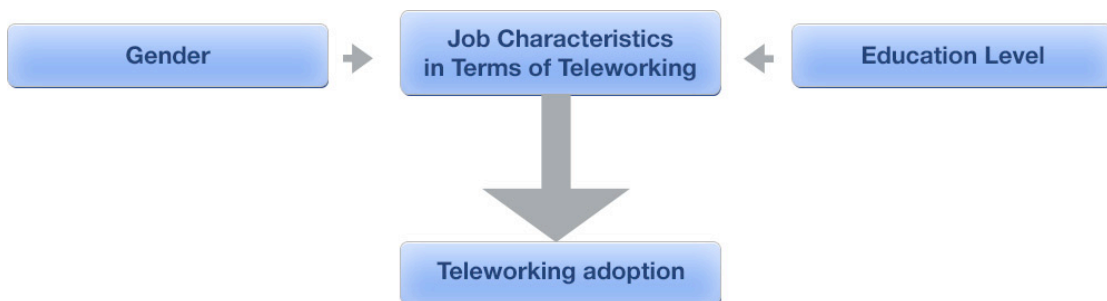 Gender
Job Characteristics
in Terms of Teleworking
Education Level
Teleworking adoption